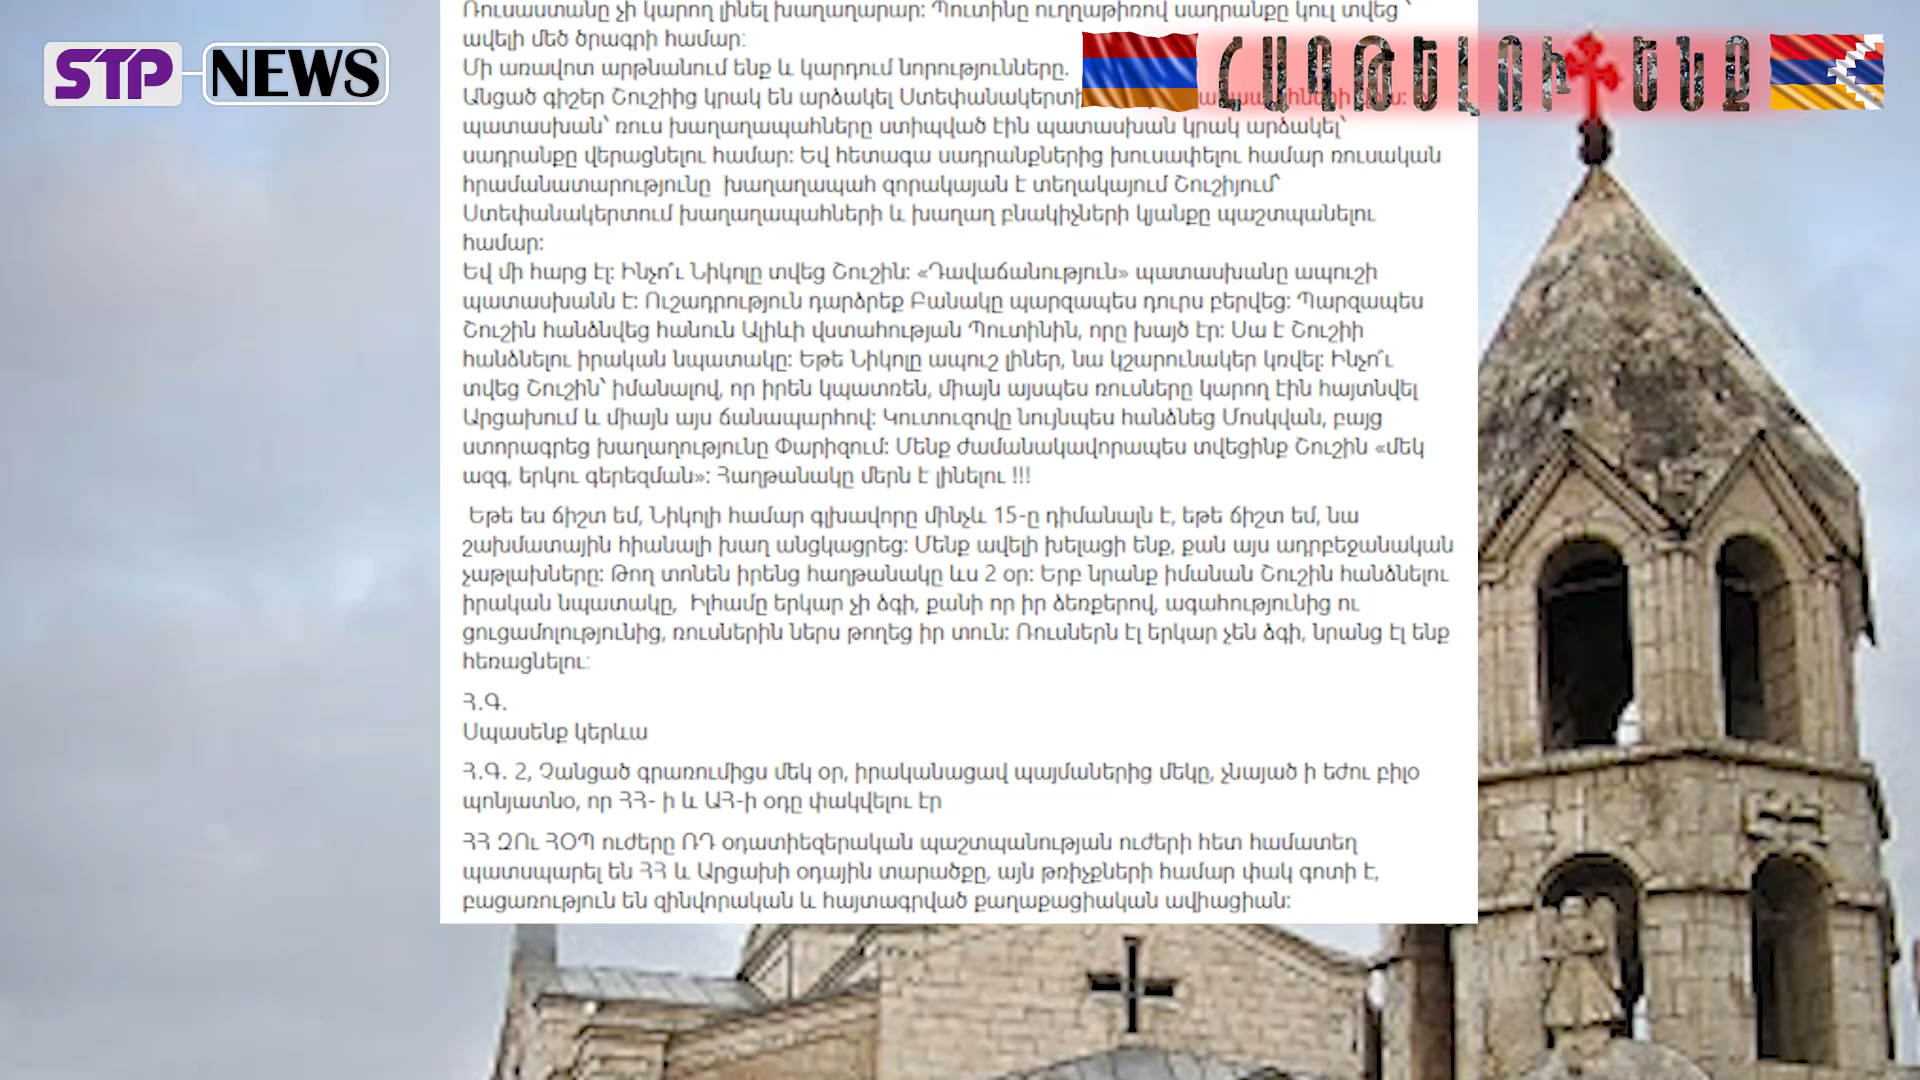 STP NEWS
ՀԱՂԹԵԼՈՒ ԵՆՔ
Ռուսաստանը չի կարող լինել խաղաղարար: Պուտինը ուղղաթիռով սադրանքը կուլ տվեց ՝
ավելի մեծ ծրագրի համար:
Մի առավոտ արթնանում ենք և կարդում նորությունները.
Անցած գիշեր Շուշիից կրակ են արձակել
պատասխան՝ ռուս խաղաղապահները ստիպված էին պատասխան կրակ արձակել՝
սադրանքը վերացնելու համար: Եվ հետագա սադրանքներից խուսափելու համար ռուսական
հրամանատարությունը խաղաղապահ զորակայան է տեղակայում Շուշիյում՝
Ստեփանակերտում խաղաղապահների և խաղաղ բնակիչների կյանքը պաշտպանելու
համար:
Եվ մի հարց էլ: Ինչո՞ւ Նիկոլը տվեց Շուշին: «Դավաճանություն» պատասխանը ապուշի
պատասխանն է: Ուշադրություն դարձրեք Բանակը պարզապես դուրս բերվեց: Պարզապես
Շուշին հանձնվեց հանուն Ալիևի վստահության Պուտինին, որը խայծ էր: Սա է Շուշիի
հանձնելու իրական նպատակը: Եթե Նիկոլը ապուշ լիներ, նա կշարունակեր կռվել: Ինչո՞ւ
տվեց Շուշին՝ իմանալով, որ իրեն կպատռեն, միայն այսպես ռուսները կարող էին հայտնվել
Արցախում և միայն այս ճանապարհով: Կուտուզովը նույնպես հանձնեց Մոսկվան, բայց
ստորագրեց խաղաղությունը Փարիզում: Մենք ժամանակավորապես տվեցինք Շուշին «մեկ
ազգ, երկու գերեզման»: Հաղթանակը մերն է լինելու !!!
Եթե ես ճիշտ եմ, Նիկոլի համար գլխավորը մինչև 15-ը դիմանալն է, եթե ճիշտ եմ, նա
շախմատային հիանալի խաղ անցկացրեց: Մենք ավելի խելացի ենք, քան այս ադրբեջանական
չաթլախները: Թող տոնեն իրենց հաղթանակը ևս 2 օր: Երբ նրանք իմանան Շուշին հանձնելու
իրական նպատակը, Իլհամը երկար չի ձգի, քանի որ իր ձեռքերով, ագահությունից ու
ցուցամոլությունից, ռուսներին ներս թողեց իր տուն: Ռուսներն էլ երկար չեն ձգի, նրանց էլ ենք
հեռացնելու:
Հ.Գ.
Սպասենք կերևա
Հ.Գ. 2, Չանցած գրառումիցս մեկ օր, իրականացավ պայմաներից մեկը, չնայած ի եժու բիլօ
պոնյատնօ, որ ՀՀ- ի և ԱՀ-ի օդը փակվելու էր
ՀՀ ԶՈւ ՀՕՊ ուժերը ՌԴ օդատիեզերական պաշտպանության ուժերի հետ համատեղ
պատսպարել են ՀՀ և Արցախի օդային տարածքը, այն թռիչքների համար փակ գոտի է,
բացառություն են զինվորական և հայտագրված քաղաքացիական ավիացիան: